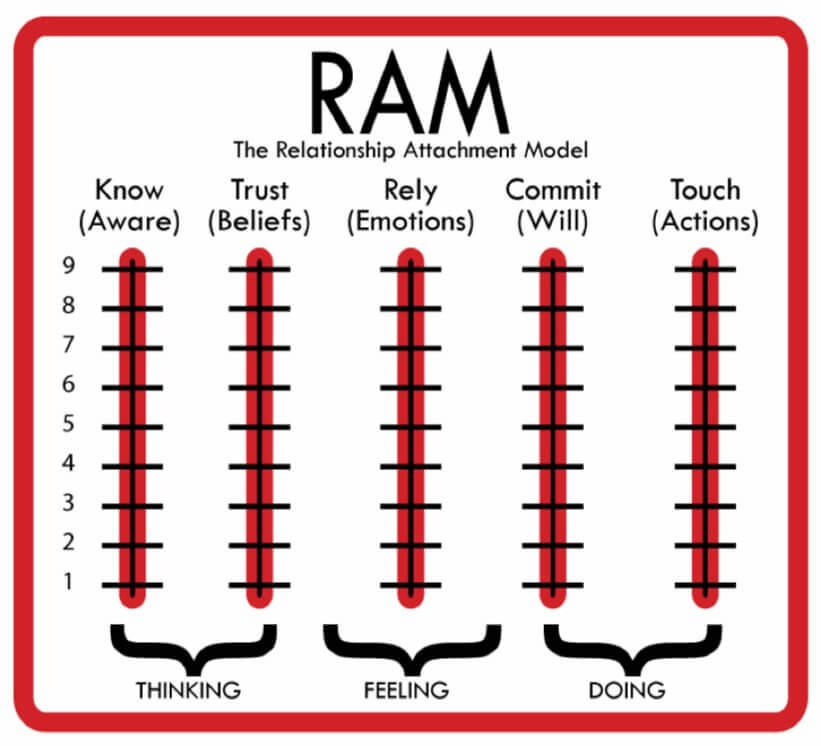 RAM
The Relationship Attachment Model
Know Trust Rely Commit Touch
(Aware) (Beliefs) (Emotions) (Will) (Actions)
9
8
7
6
5
4
3
2
1
THINKING FEELING DOING